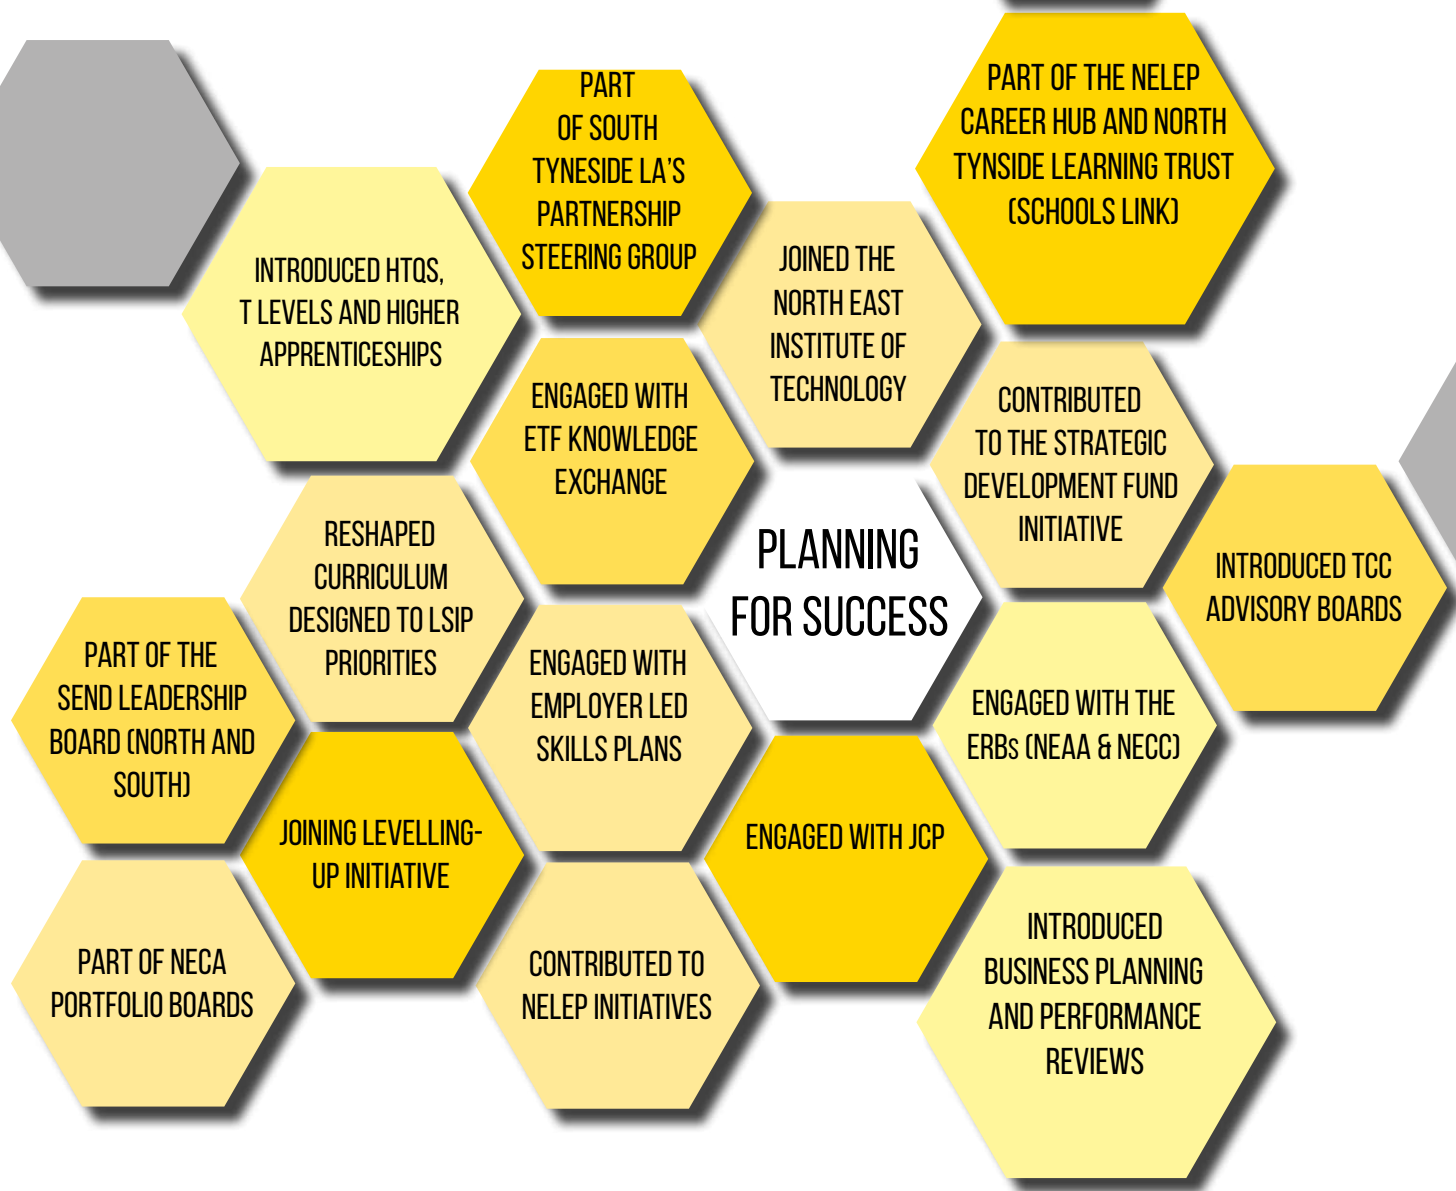 PART
OF SOUTH
TYNESIDE LA'S
PARTNERSHIP
STEERING GROUP
PART OF THE NELEP
CAREER HUB AND NORTH
TYNSIDE LEARNING TRUST
(SCHOOLS LINK)
INTRODUCED HTQS,
T LEVELS AND HIGHER
APPRENTICESHIPS
JOINED THE
NORTH EAST
INSTITUTE OF
TECHNOLOGY
ENGAGED WITH
ETF KNOWLEDGE
EXCHANGE
CONTRIBUTED
TO THE STRATEGIC
DEVELOPMENT FUND
INITIATIVE
RESHAPED
CURRICULUM
DESIGNED TO LSIP
PRIORITIES
PLANNING
FOR SUCCESS
INTRODUCED TCC
ADVISORY BOARDS
PART OF THE
SEND LEADERSHIP
BOARD (NORTH AND
SOUTH)
ENGAGED WITH
EMPLOYER LED
SKILLS PLANS
ENGAGED WITH THE
ERBs (NEAA & NECC)
JOINING LEVELLING-
UP INITIATIVE
ENGAGED WITH JCP
PART OF NECA
PORTFOLIO BOARDS
CONTRIBUTED TO
NELEP INITIATIVES
INTRODUCED
BUSINESS PLANNING
AND PERFORMANCE
REVIEWS